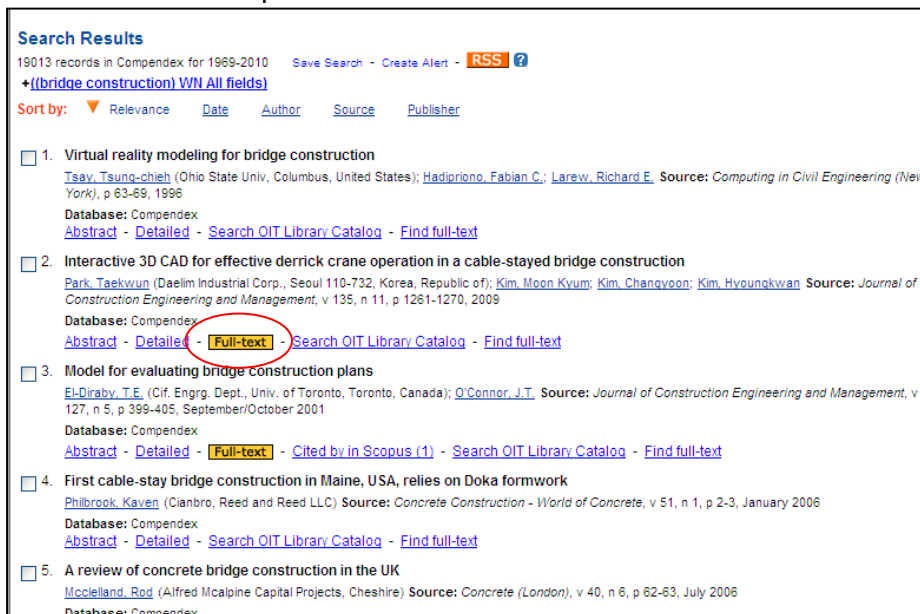 Search Results
19013 records in Compendex for 1969-2010 Save Search - Create Alert - RSS ?
+((bridge construction) WN All fields)
Sort by: Relevance Date Author Source Publisher
1. Virtual reality modeling for bridge construction
Tsay, Tsung-chieh (Ohio State Univ, Columbus, United States); Hadipriono, Fabian C.; Larew, Richard E. Source: Computing in Civil Engineering (New
York), p 63-69, 1996
Database: Compendex
Abstract - Detailed - Search OIT Library Catalog - Find full-text
2. Interactive 3D CAD for effective derrick crane operation in a cable-stayed bridge construction
Park, Taekwun (Daelim Industrial Corp., Seoul 110-732, Korea, Republic of); Kim, Moon Kyum; Kim, Changyoon; Kim, Hyoungkwan Source: Journal of
Construction Engineering and Management, v 135, n 11, p 1261-1270, 2009
Database: Compendex
Abstract - Detailed - Full-text - Search OIT Library Catalog - Find full-text
3. Model for evaluating bridge construction plans
El-Diraby, T.E. (Cif. Engrg. Dept., Univ. of Toronto, Toronto, Canada); O'Connor, J.T. Source: Journal of Construction Engineering and Management, v
127, n 5, p 399-405, September/October 2001
Database: Compendex
Abstract - Detailed - Full-text - Cited by in Scopus (1) - Search OIT Library Catalog - Find full-text
4. First cable-stay bridge construction in Maine, USA, relies on Doka formwork
Philbrook, Kaven (Cianbro, Reed and Reed LLC) Source: Concrete Construction - World of Concrete, v 51, n 1, p 2-3, January 2006
Database: Compendex
Abstract - Detailed - Search OIT Library Catalog - Find full-text
5. A review of concrete bridge construction in the UK
Mcclelland, Rod (Alfred Mcalpine Capital Projects, Cheshire) Source: Concrete (London), v 40, n 6, p 62-63, July 2006
Database: Compendex